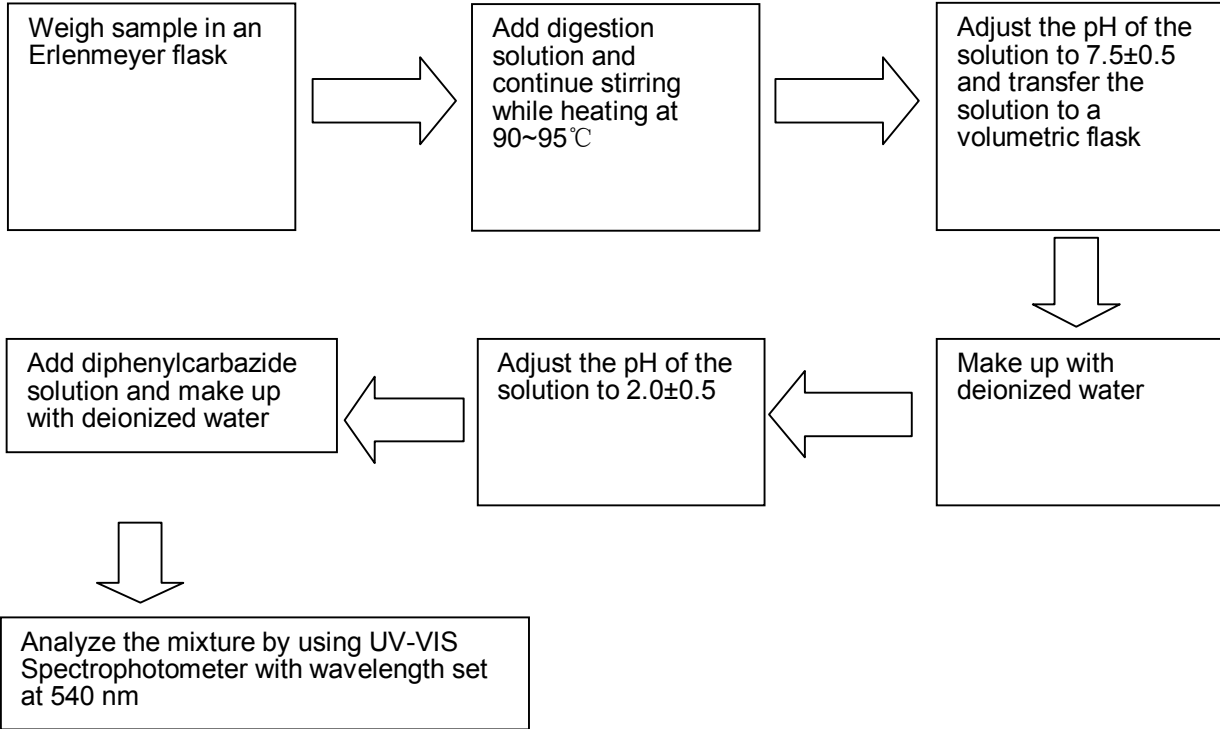 Weigh sample in an
Erlenmeyer flask
Add digestion
solution and
continue stirring
while heating at
90~95℃
Adjust the pH of the
solution to 7.5±0.5
and transfer the
solution to a
volumetric flask
Make up with
deionized water
Adjust the pH of the
solution to 2.0±0.5
Add diphenylcarbazide
solution and make up
with deionized water
Analyze the mixture by using UV-VIS
Spectrophotometer with wavelength set
at 540 nm